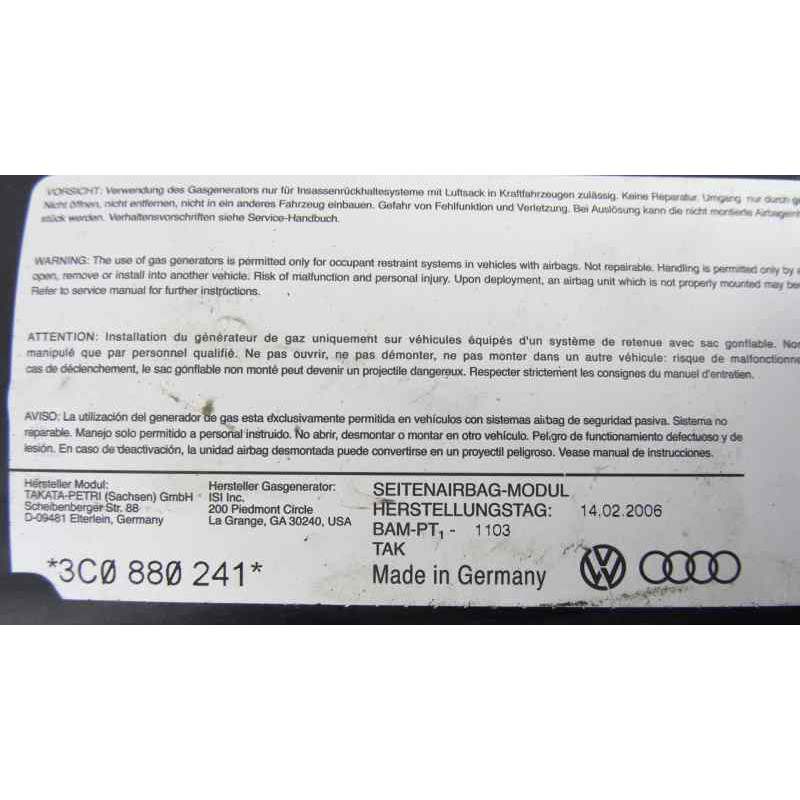 VORSICHT: Verwendung des Gasgenerators nur für Insassenrückhaltesysteme mit Luftsack in Kraftfahrzeugen zulässig. Keine Reparatur. Umgang nur durch
Nicht öffnen, nicht entfernen, nicht in ein anderes Fahrzeug einbauen. Gefahr von Fehlfunktion und Verletzung. Bei Auslösung kann die nicht montierte
stück werden. Verhaltensvorschriften siehe Service-Handbuch.
WARNING: The use of gas generators is permitted only for occupant restraint systems in vehicles with airbags. Not repairable. Handling is permitted only by
open, remove or install into another vehicle. Risk of malfunction and personal injury. Upon deployment, an airbag unit which is not properly mounted may
Refer to service manual for further instructions.
ATTENTION: Installation du générateur de gaz uniquement sur véhicules équipés d'un système de retenue avec sac gonflable.
manipulé que par personnel qualifié. Ne pas ouvrir, ne pas démonter, ne pas monter dans un autre véhicule: risque de
cas de déclenchement, le sac gonflable non monté peut devenir un projectile dangereux. Respecter strictement les consignes du manuel d'entretien.
AVISO: La utilización del generador de gas esta exclusivamente permitida en vehículos con sistemas airbag de seguridad pasiva. Sistema no
reparable. Manejo solo permitido a personal instruido. No abrir, desmontar o montar en otro vehículo. Peligro de funcionamiento defectuoso y de
lesión. En caso de deactivación, la unidad airbag desmontada puede convertirse en un proyectil peligroso. Vease manual de instrucciones.
Hersteller Modul:
TAKATA-PETRI (Sachsen) GmbH
Scheibenberger Str. 88
D-09481 Elterlein, Germany
Hersteller Gasgenerator:
ISI Inc.
200 Piedmont Circle
La Grange, GA 30240, USA
*3C0 880 241*
SEITENAIRBAG-MODUL
HERSTELLUNGSTAG: 14.02.2006
BAM-PT₁ - 1103
TAK
Made in Germany